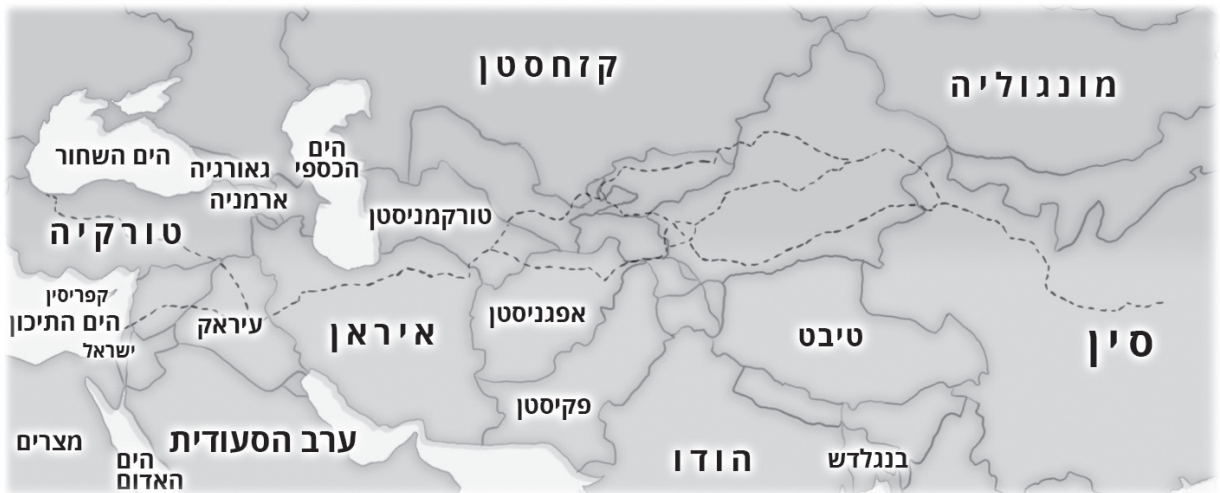 קזחסטן
מונגוליה
הים השחור
גאורגיה
הים
הכספי
ארמניה
טורקמניסטן
טורקיה
קפריסין
הים התיכון
ישראל
עיראק
איראן
אפגניסטן
טיבט
סין
פקיסטן
מצרים
הים
האדום
ערב הסעודית
הודו
בנגלדש